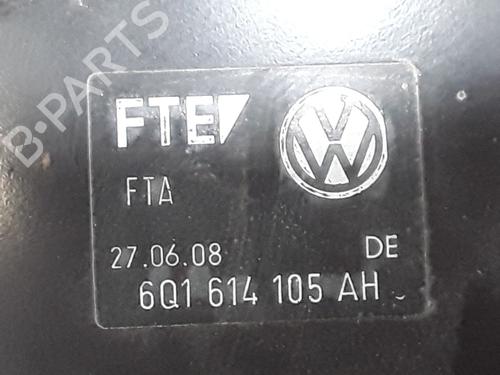 B-PARTS
FTE
FTA
27.06.08 DE
6Q1 614 105 AH